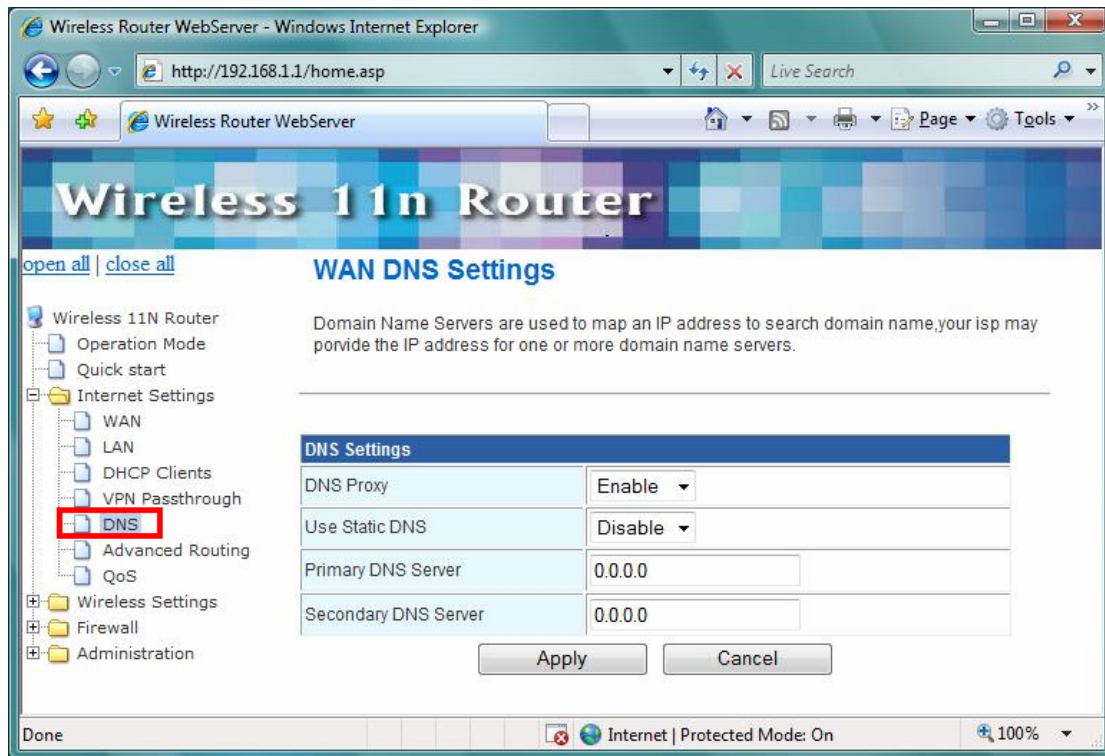 Wireless Router WebServer - Windows Internet Explorer
http://192.168.1.1/home.asp
Live Search
Wireless Router WebServer
Page
Tools
Wireless 11n Router
open all | close all
Wireless 11N Router
Operation Mode
Quick start
Internet Settings
WAN
LAN
DHCP Clients
VPN Passthrough
DNS
Advanced Routing
QoS
Wireless Settings
Firewall
Administration
WAN DNS Settings
Domain Name Servers are used to map an IP address to search domain name,your isp may
porvide the IP address for one or more domain name servers.
DNS Settings
DNS Proxy Enable
Use Static DNS Disable
Primary DNS Server 0.0.0.0
Secondary DNS Server 0.0.0.0
Apply Cancel
Done
Internet | Protected Mode: On
100%